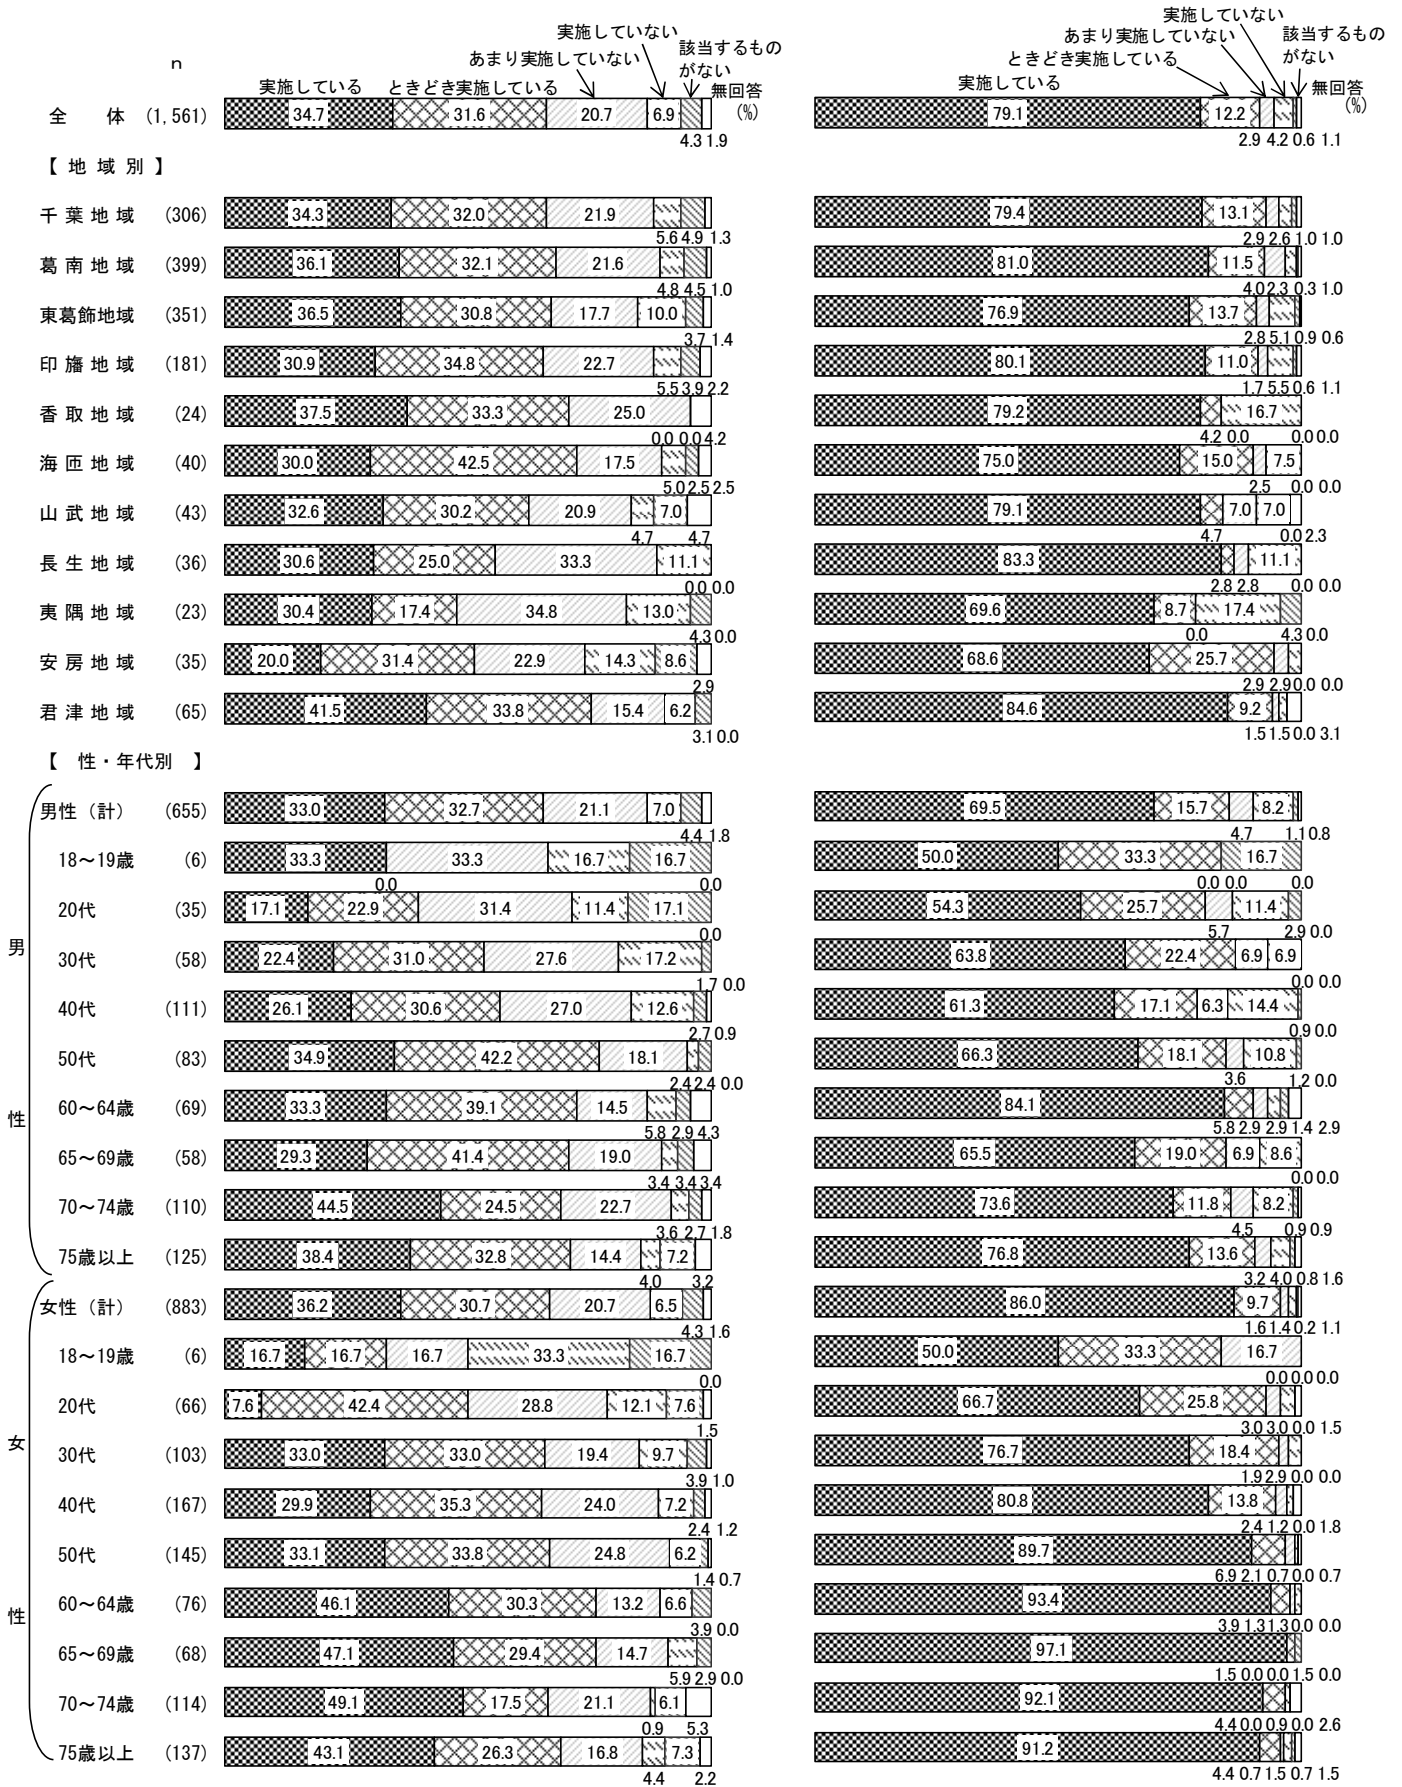 実施していない 実施していない
あまり実施していない 該当するもの がない あまり実施していない 該当するもの がない
n 実施している ときどき実施している 無回答 ときどき実施している 実施している 無回答
(%) (%)
全 体 (1,561) 34.7 31.6 20.7 6.9 79.1 12.2
4.3 1.9 2.9 4.2 0.6 1.1
【 地 域 別 】
千 葉 地 域 (306) 34.3 32.0 21.9 79.4 13.1
5.6 4.9 1.3 2.9 2.6 1.0 1.0
葛 南 地 域 (399) 36.1 32.1 21.6 81.0 11.5
4.8 4.5 1.0 4.0 2.3 0.3 1.0
東葛飾地域 (351) 36.5 30.8 17.7 10.0 76.9 13.7
3.7 1.4 2.8 5.1 0.9 0.6
印 旛 地 域 (181) 30.9 34.8 22.7 80.1 11.0
5.5 3.9 2.2 1.7 5.5 0.6 1.1
香 取 地 域 (24) 37.5 33.3 25.0 79.2 16.7
0.0 0.0 4.2 4.2 0.0 0.0 0.0
海 匝 地 域 (40) 30.0 42.5 17.5 75.0 15.0 7.5
5.0 2.5 2.5 2.5 0.0 0.0
山 武 地 域 (43) 32.6 30.2 20.9 7.0 79.1 7.0 7.0
4.7 4.7 4.7 0.0 2.3
長 生 地 域 (36) 30.6 25.0 33.3 11.1 83.3 11.1
0.0 0.0 2.8 2.8 0.0 0.0
夷 隅 地 域 (23) 30.4 17.4 34.8 13.0 69.6 8.7 17.4
4.3 0.0 0.0 4.3 0.0
安 房 地 域 (35) 20.0 31.4 22.9 14.3 8.6 68.6 25.7
2.9 2.9 2.9 0.0 0.0
君 津 地 域 (65) 41.5 33.8 15.4 6.2 84.6 9.2
3.1 0.0 1.5 1.5 0.0 3.1
【 性・年代別 】
男性（計） (655) 33.0 32.7 21.1 7.0 69.5 15.7 8.2
4.4 1.8 4.7 1.1 0.8
18～19歳 (6) 33.3 33.3 16.7 16.7 50.0 33.3 16.7
0.0 0.0 0.0 0.0 0.0
20代 (35) 17.1 22.9 31.4 11.4 17.1 54.3 25.7 11.4
0.0 5.7 2.9 0.0
男
30代 (58) 22.4 31.0 27.6 17.2 63.8 22.4 6.9 6.9
1.7 0.0 0.0 0.0
40代 (111) 26.1 30.6 27.0 12.6 61.3 17.1 6.3 14.4
2.7 0.9 0.9 0.0
50代 (83) 34.9 42.2 18.1 66.3 18.1 10.8
2.4 2.4 0.0 3.6 1.2 0.0
60～64歳 (69) 33.3 39.1 14.5 84.1
性
5.8 2.9 4.3 5.8 2.9 2.9 1.4 2.9
65～69歳 (58) 29.3 41.4 19.0 65.5 19.0 6.9 8.6
3.4 3.4 3.4 0.0 0.0
70～74歳 (110) 44.5 24.5 22.7 73.6 11.8 8.2
3.6 2.7 1.8 4.5 0.9 0.9
75歳以上 (125) 38.4 32.8 14.4 7.2 76.8 13.6
4.0 3.2 3.2 4.0 0.8 1.6
女性（計） (883) 36.2 30.7 20.7 6.5 86.0 9.7
4.3 1.6 1.6 1.4 0.2 1.1
18～19歳 (6) 16.7 16.7 16.7 33.3 16.7 50.0 33.3 16.7
0.0 0.0 0.0 0.0
20代 (66) 7.6 42.4 28.8 12.1 7.6 66.7 25.8
1.5 3.0 3.0 0.0 1.5
女
30代 (103) 33.0 33.0 19.4 9.7 76.7 18.4
3.9 1.0 1.9 2.9 0.0 0.0
40代 (167) 29.9 35.3 24.0 7.2 80.8 13.8
2.4 1.2 2.4 1.2 0.0 1.8
50代 (145) 33.1 33.8 24.8 6.2 89.7
1.4 0.7 6.9 2.1 0.7 0.0 0.7
60～64歳 (76) 46.1 30.3 13.2 6.6 93.4
性
3.9 0.0 3.9 1.3 1.3 0.0 0.0
65～69歳 (68) 47.1 29.4 14.7 97.1
5.9 2.9 0.0 1.5 0.0 0.0 1.5 0.0
70～74歳 (114) 49.1 17.5 21.1 6.1 92.1
0.9 5.3 4.4 0.0 0.9 0.0 2.6
75歳以上 (137) 43.1 26.3 16.8 7.3 91.2
4.4 2.2 4.4 0.7 1.5 0.7 1.5